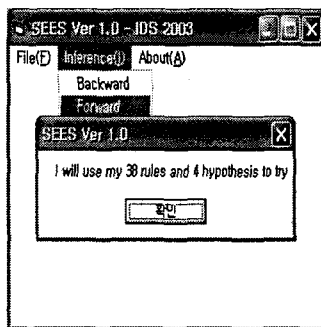 SEES Ver 1.0 - IDS 2003
File(F) Inference(I) About(A)
Backward
Forward
SEES Ver 1.0
I will use my 38 rules and 4 hypothesis to try
확인